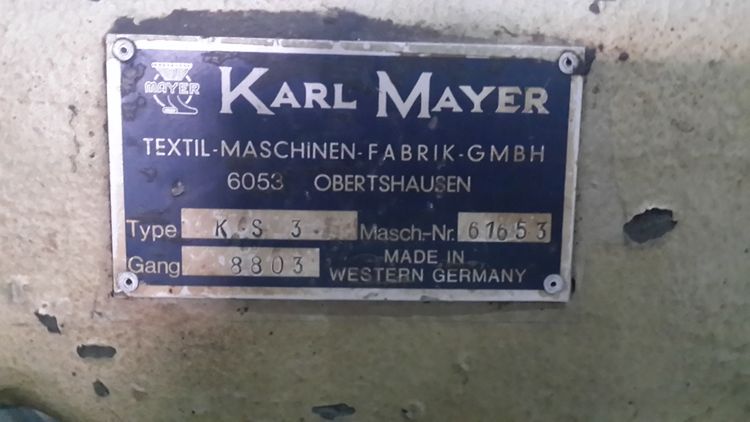 MAYER KARL MAYER
TEXTIL-MASCHINEN-FABRIK-GMBH
6053 OBERTSHAUSEN
Type K S 3 Masch.-Nr. 61653
Gang 8803 MADE IN
WESTERN GERMANY